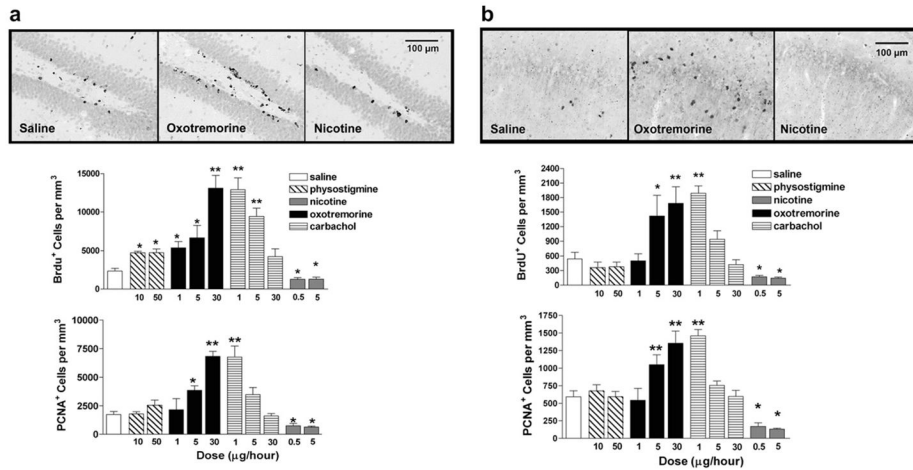 a
100 µm
Saline
Oxotremorine
Nicotine
Brdu+ Cells per mm3
15000
10000
5000
0
** ** **
* * * *
* *
saline
physostigmine
nicotine
oxotremorine
carbachol
10 50 1 5 30 1 5 30 0.5 5
PCNA+ Cells per mm3
10000
7500
5000
2500
0
** **
*
* *
10 50 1 5 30 1 5 30 0.5 5
Dose (µg/hour)
b
100 µm
Saline
Oxotremorine
Nicotine
BrdU+ Cells per mm3
2400
2100
1800
1500
1200
900
600
300
0
* ** **
* *
saline
physostigmine
nicotine
oxotremorine
carbachol
10 50 1 5 30 1 5 30 0.5 5
PCNA+ Cells per mm3
1750
1500
1250
1000
750
500
250
0
** ** **
* *
10 50 1 5 30 1 5 30 0.5 5
Dose (µg/hour)